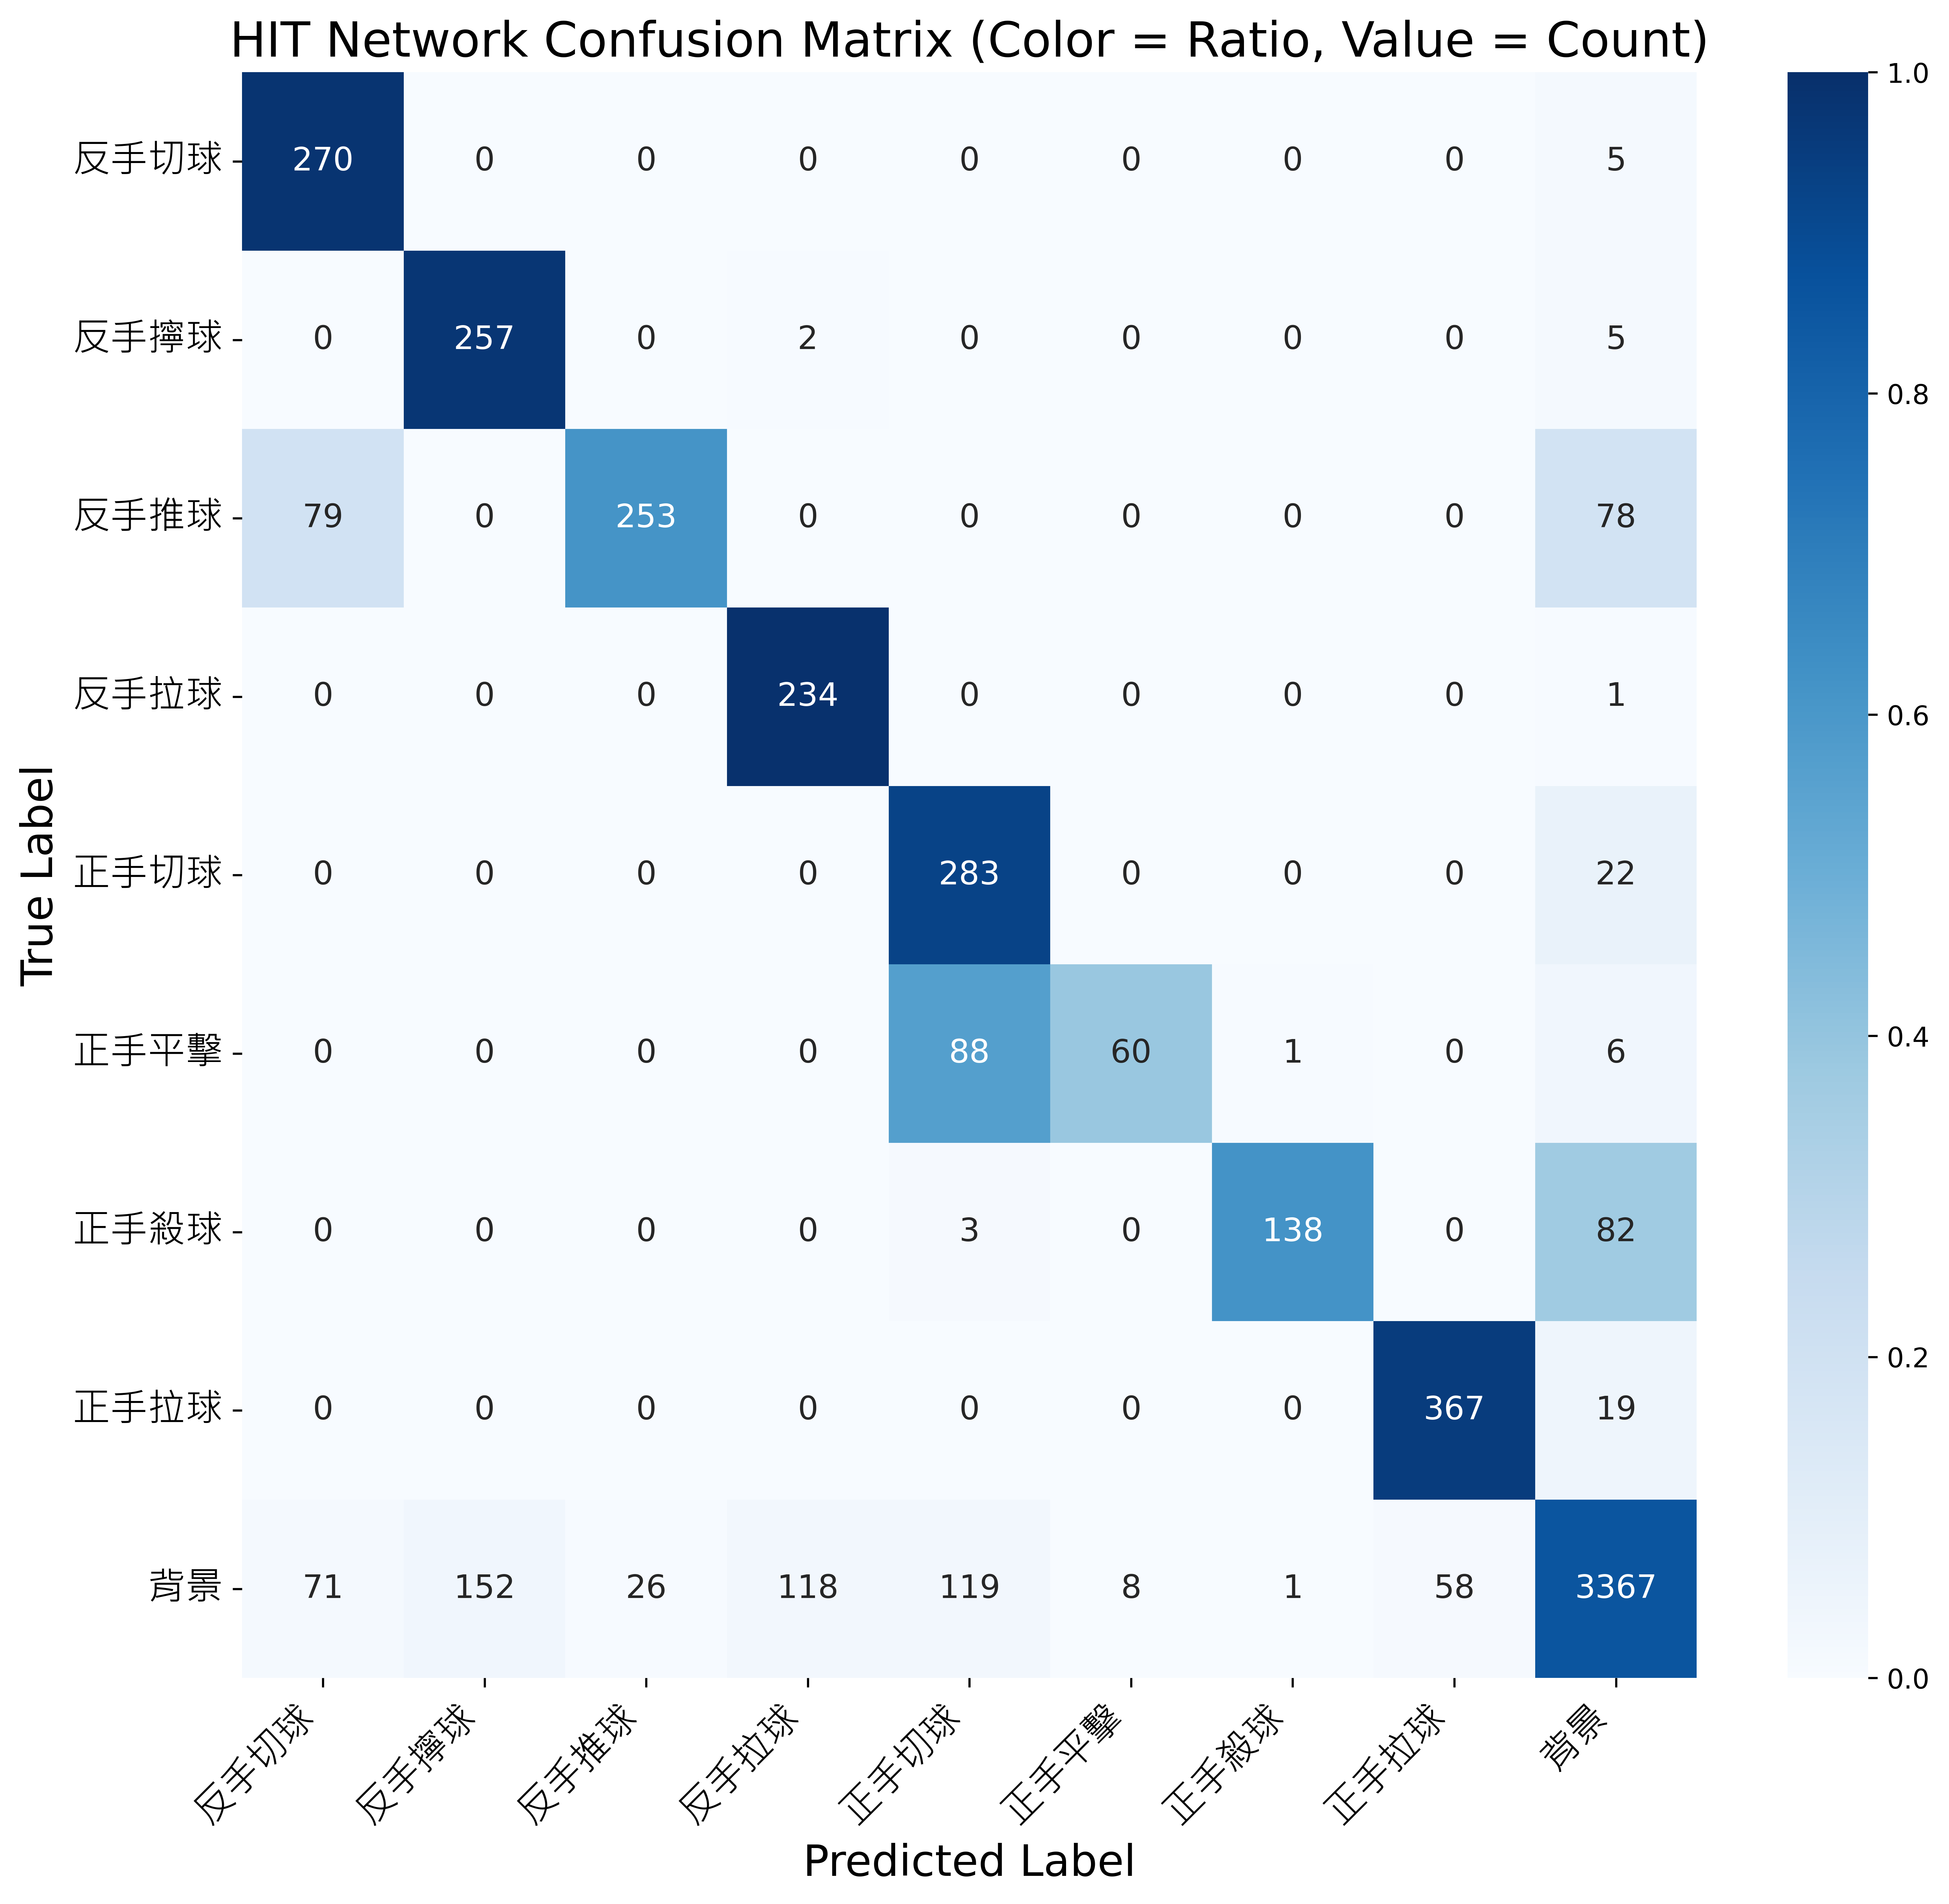 HIT Network Confusion Matrix (Color = Ratio, Value = Count)
True Label
反手切球 270 0 0 0 0 0 0 0 5
反手擰球 0 257 0 2 0 0 0 0 5
反手推球 79 0 253 0 0 0 0 0 78
反手拉球 0 0 0 234 0 0 0 0 1
正手切球 0 0 0 0 283 0 0 0 22
正手平擊 0 0 0 0 88 60 1 0 6
正手殺球 0 0 0 0 3 0 138 0 82
正手拉球 0 0 0 0 0 0 0 367 19
背景 71 152 26 118 119 8 1 58 3367
反手切球 反手擰球 反手推球 反手拉球 正手切球 正手平擊 正手殺球 正手拉球 背景
Predicted Label
1.0
0.8
0.6
0.4
0.2
0.0